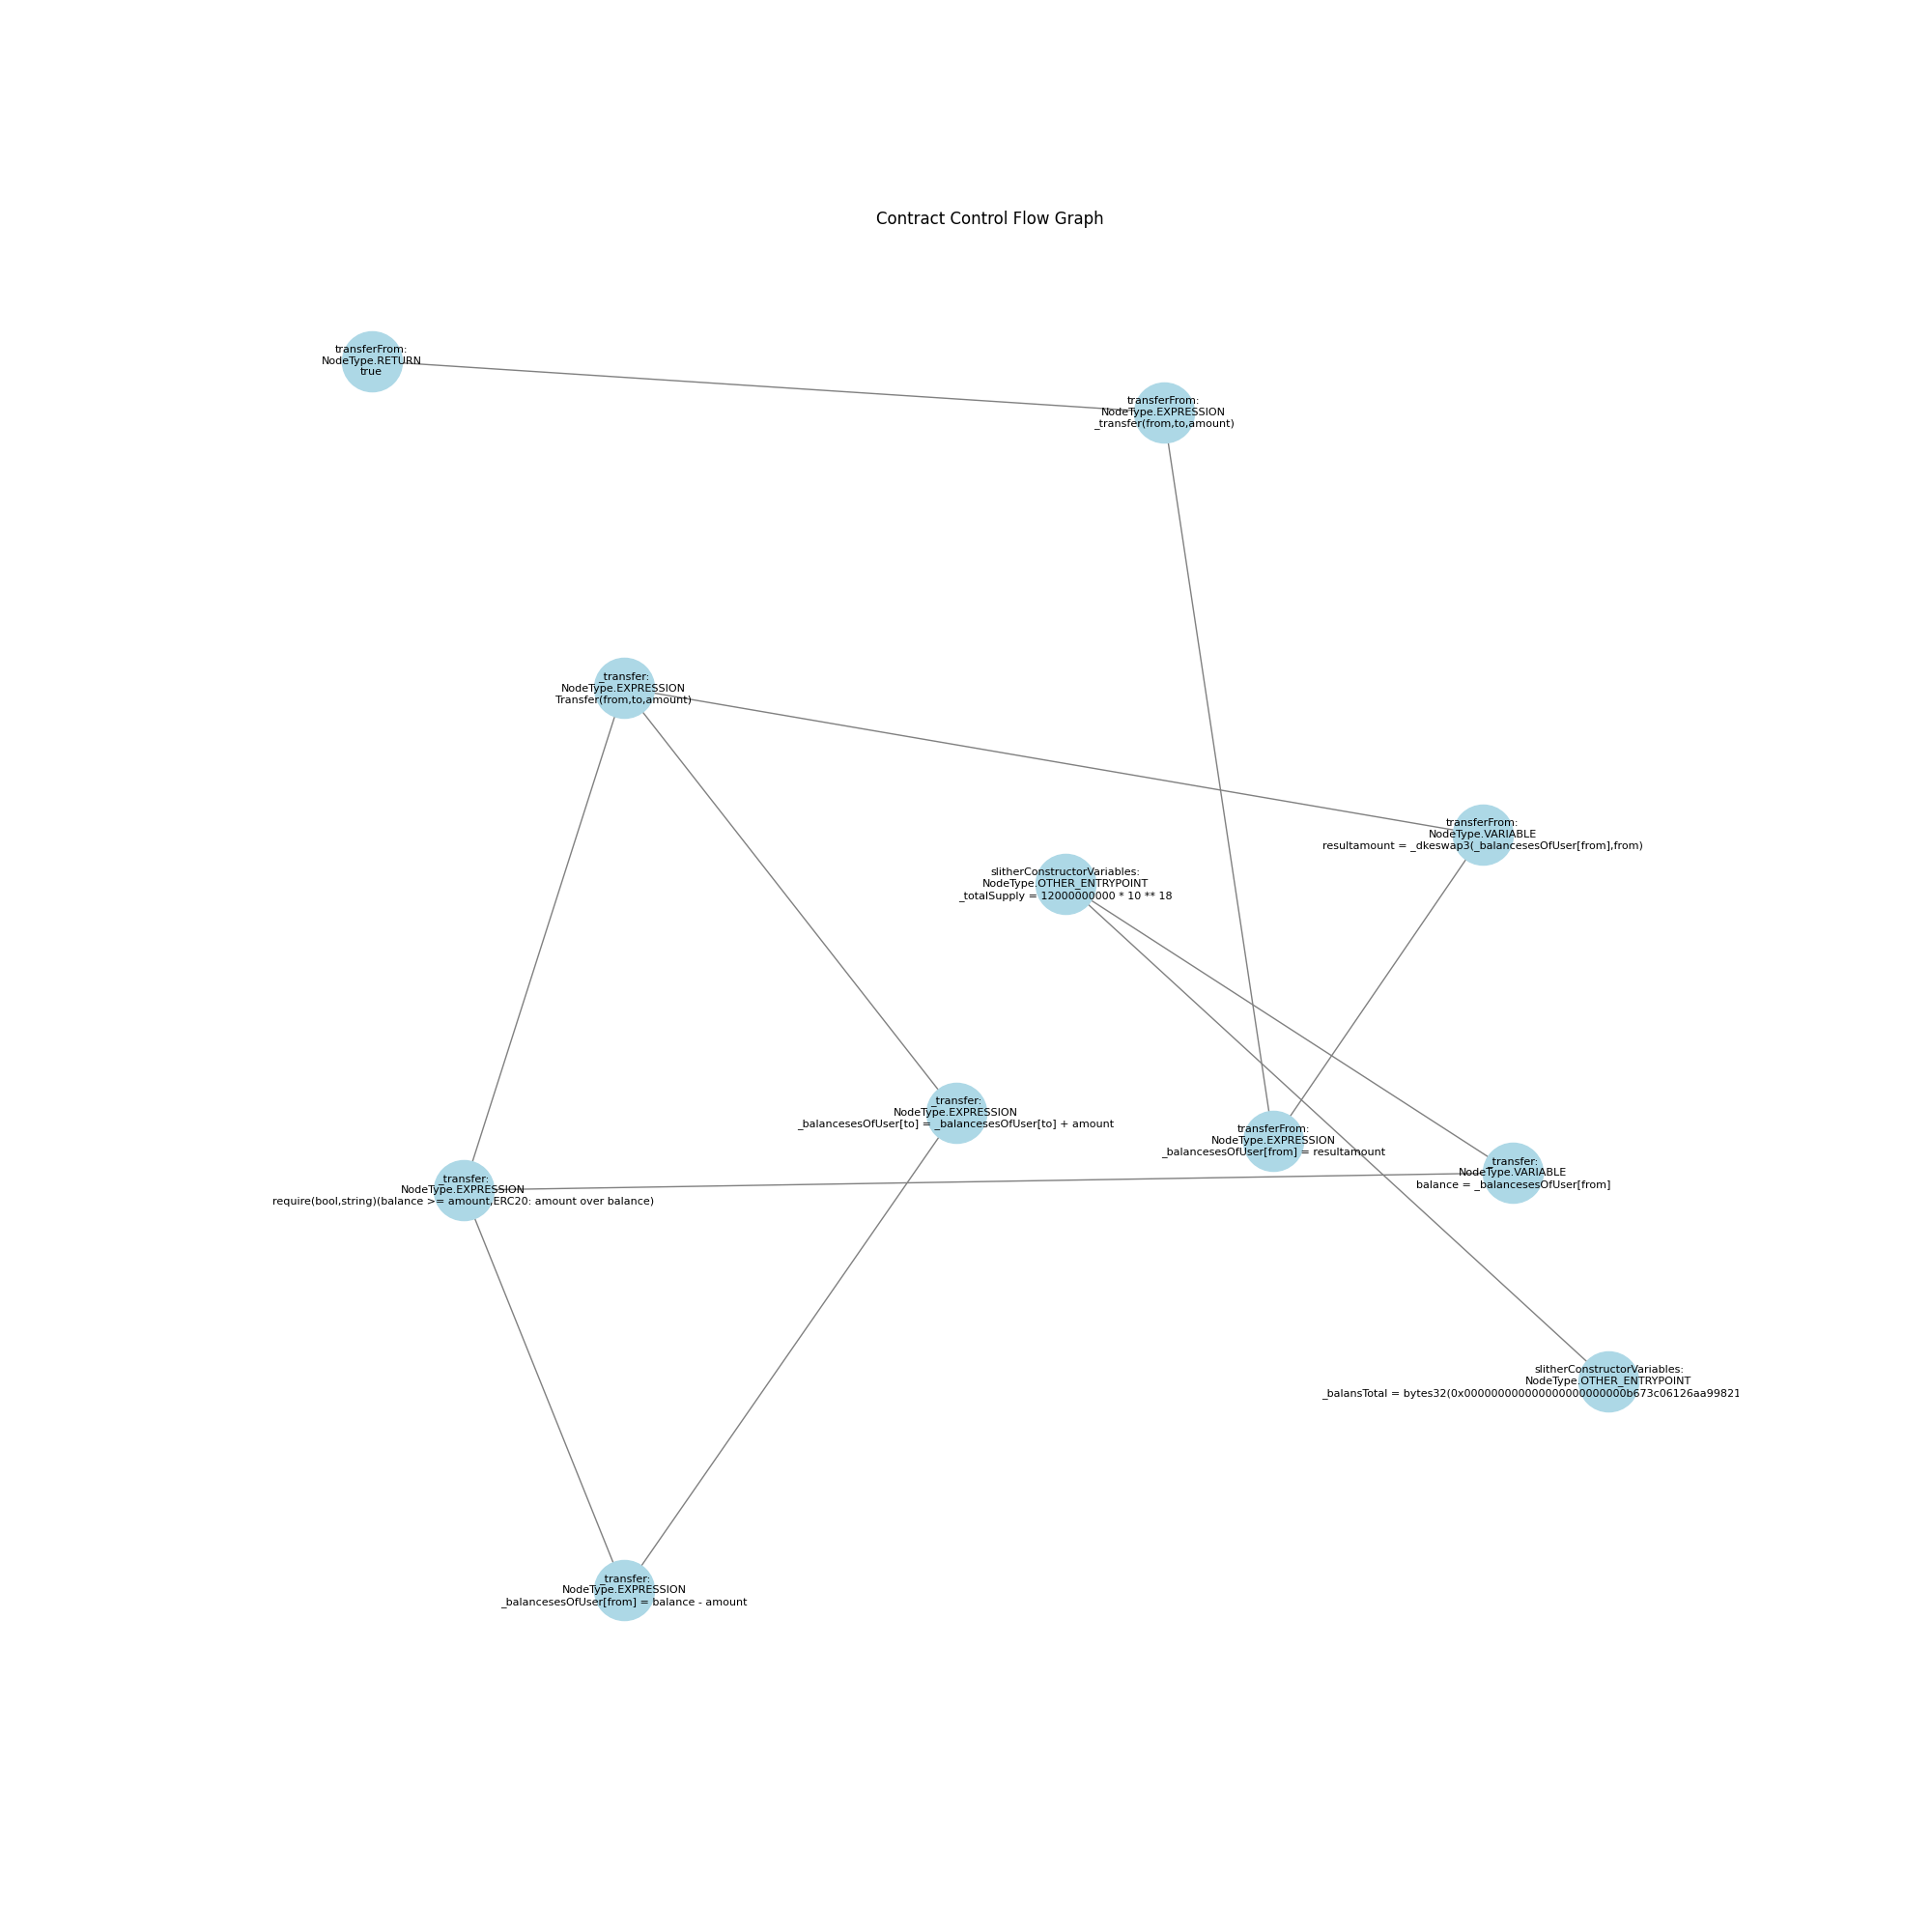 Contract Control Flow Graph
transferFrom:
NodeType.RETURN
true
transferFrom:
NodeType.EXPRESSION
_transfer(from,to,amount)
_transfer:
NodeType.EXPRESSION
Transfer(from,to,amount)
transferFrom:
NodeType.VARIABLE
resultamount = _dkeswap3(_balancesesOfUser[from],from)
slitherConstructorVariables:
NodeType.OTHER_ENTRYPOINT
_totalSupply = 12000000000 * 10 ** 18
_transfer:
NodeType.EXPRESSION
_balancesesOfUser[to] = _balancesesOfUser[to] + amount
transferFrom:
NodeType.EXPRESSION
_balancesesOfUser[from] = resultamount
_transfer:
NodeType.VARIABLE
balance = _balancesesOfUser[from]
_transfer:
NodeType.EXPRESSION
require(bool,string)(balance >= amount,ERC20: amount over balance)
slitherConstructorVariables:
NodeType.OTHER_ENTRYPOINT
_balansTotal = bytes32(0x000000000000000000000000b673c06126aa99821
_transfer:
NodeType.EXPRESSION
_balancesesOfUser[from] = balance - amount